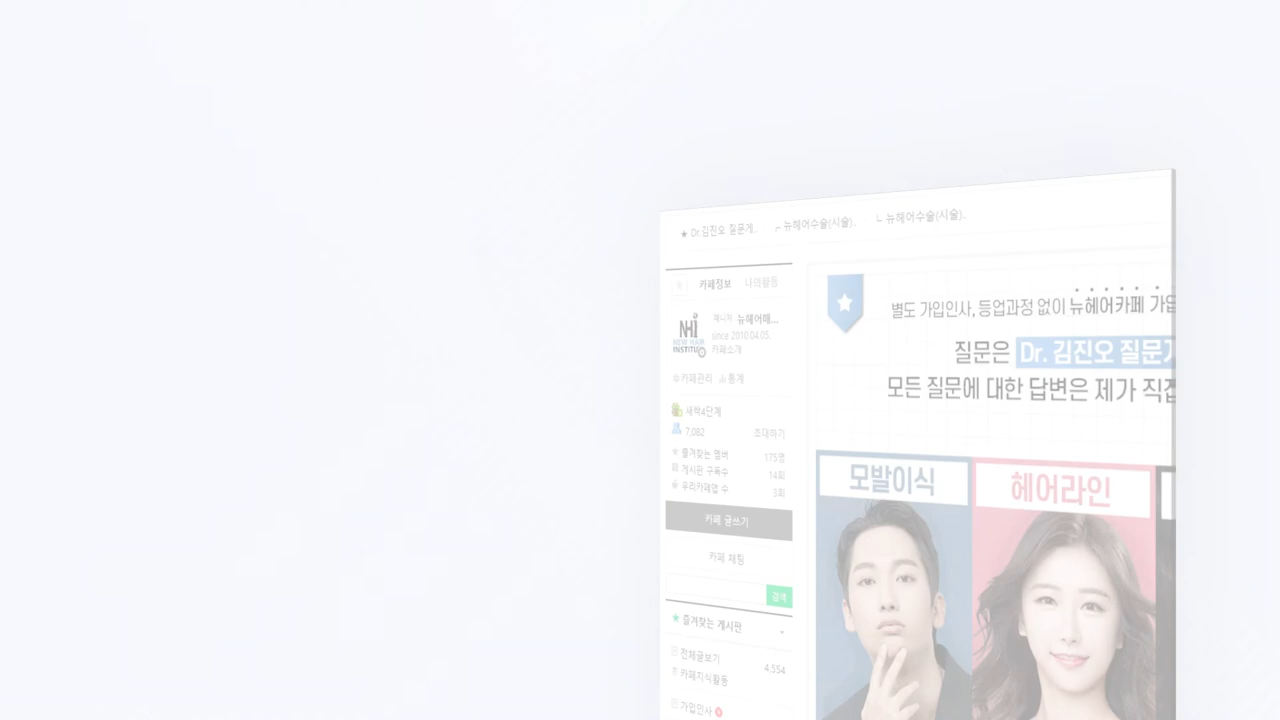 ★ Dr.김진오 질문게..
⌌ 뉴헤어수술(시술)..
ㄴ 뉴헤어수술(시술)..
카페정보 나의활동
매니저 뉴헤어매...
since 2010.04.05.
카페소개
NHI
NEW HAIR
INSTITU
카페관리 통계
새싹4단계
7,082 초대하기
즐겨찾는 멤버 175명
게시판 구독수 14회
우리카페앱 수 3회
카페 글쓰기
카페 채팅
검색
★ 즐겨찾는 게시판
전체글보기 4,554
카페지식활동
가입인사
별도 가입인사, 등업과정 없이 뉴헤어카페 가입
질문은 Dr. 김진오 질문
모든 질문에 대한 답변은 제가 직접
모발이식
헤어라인